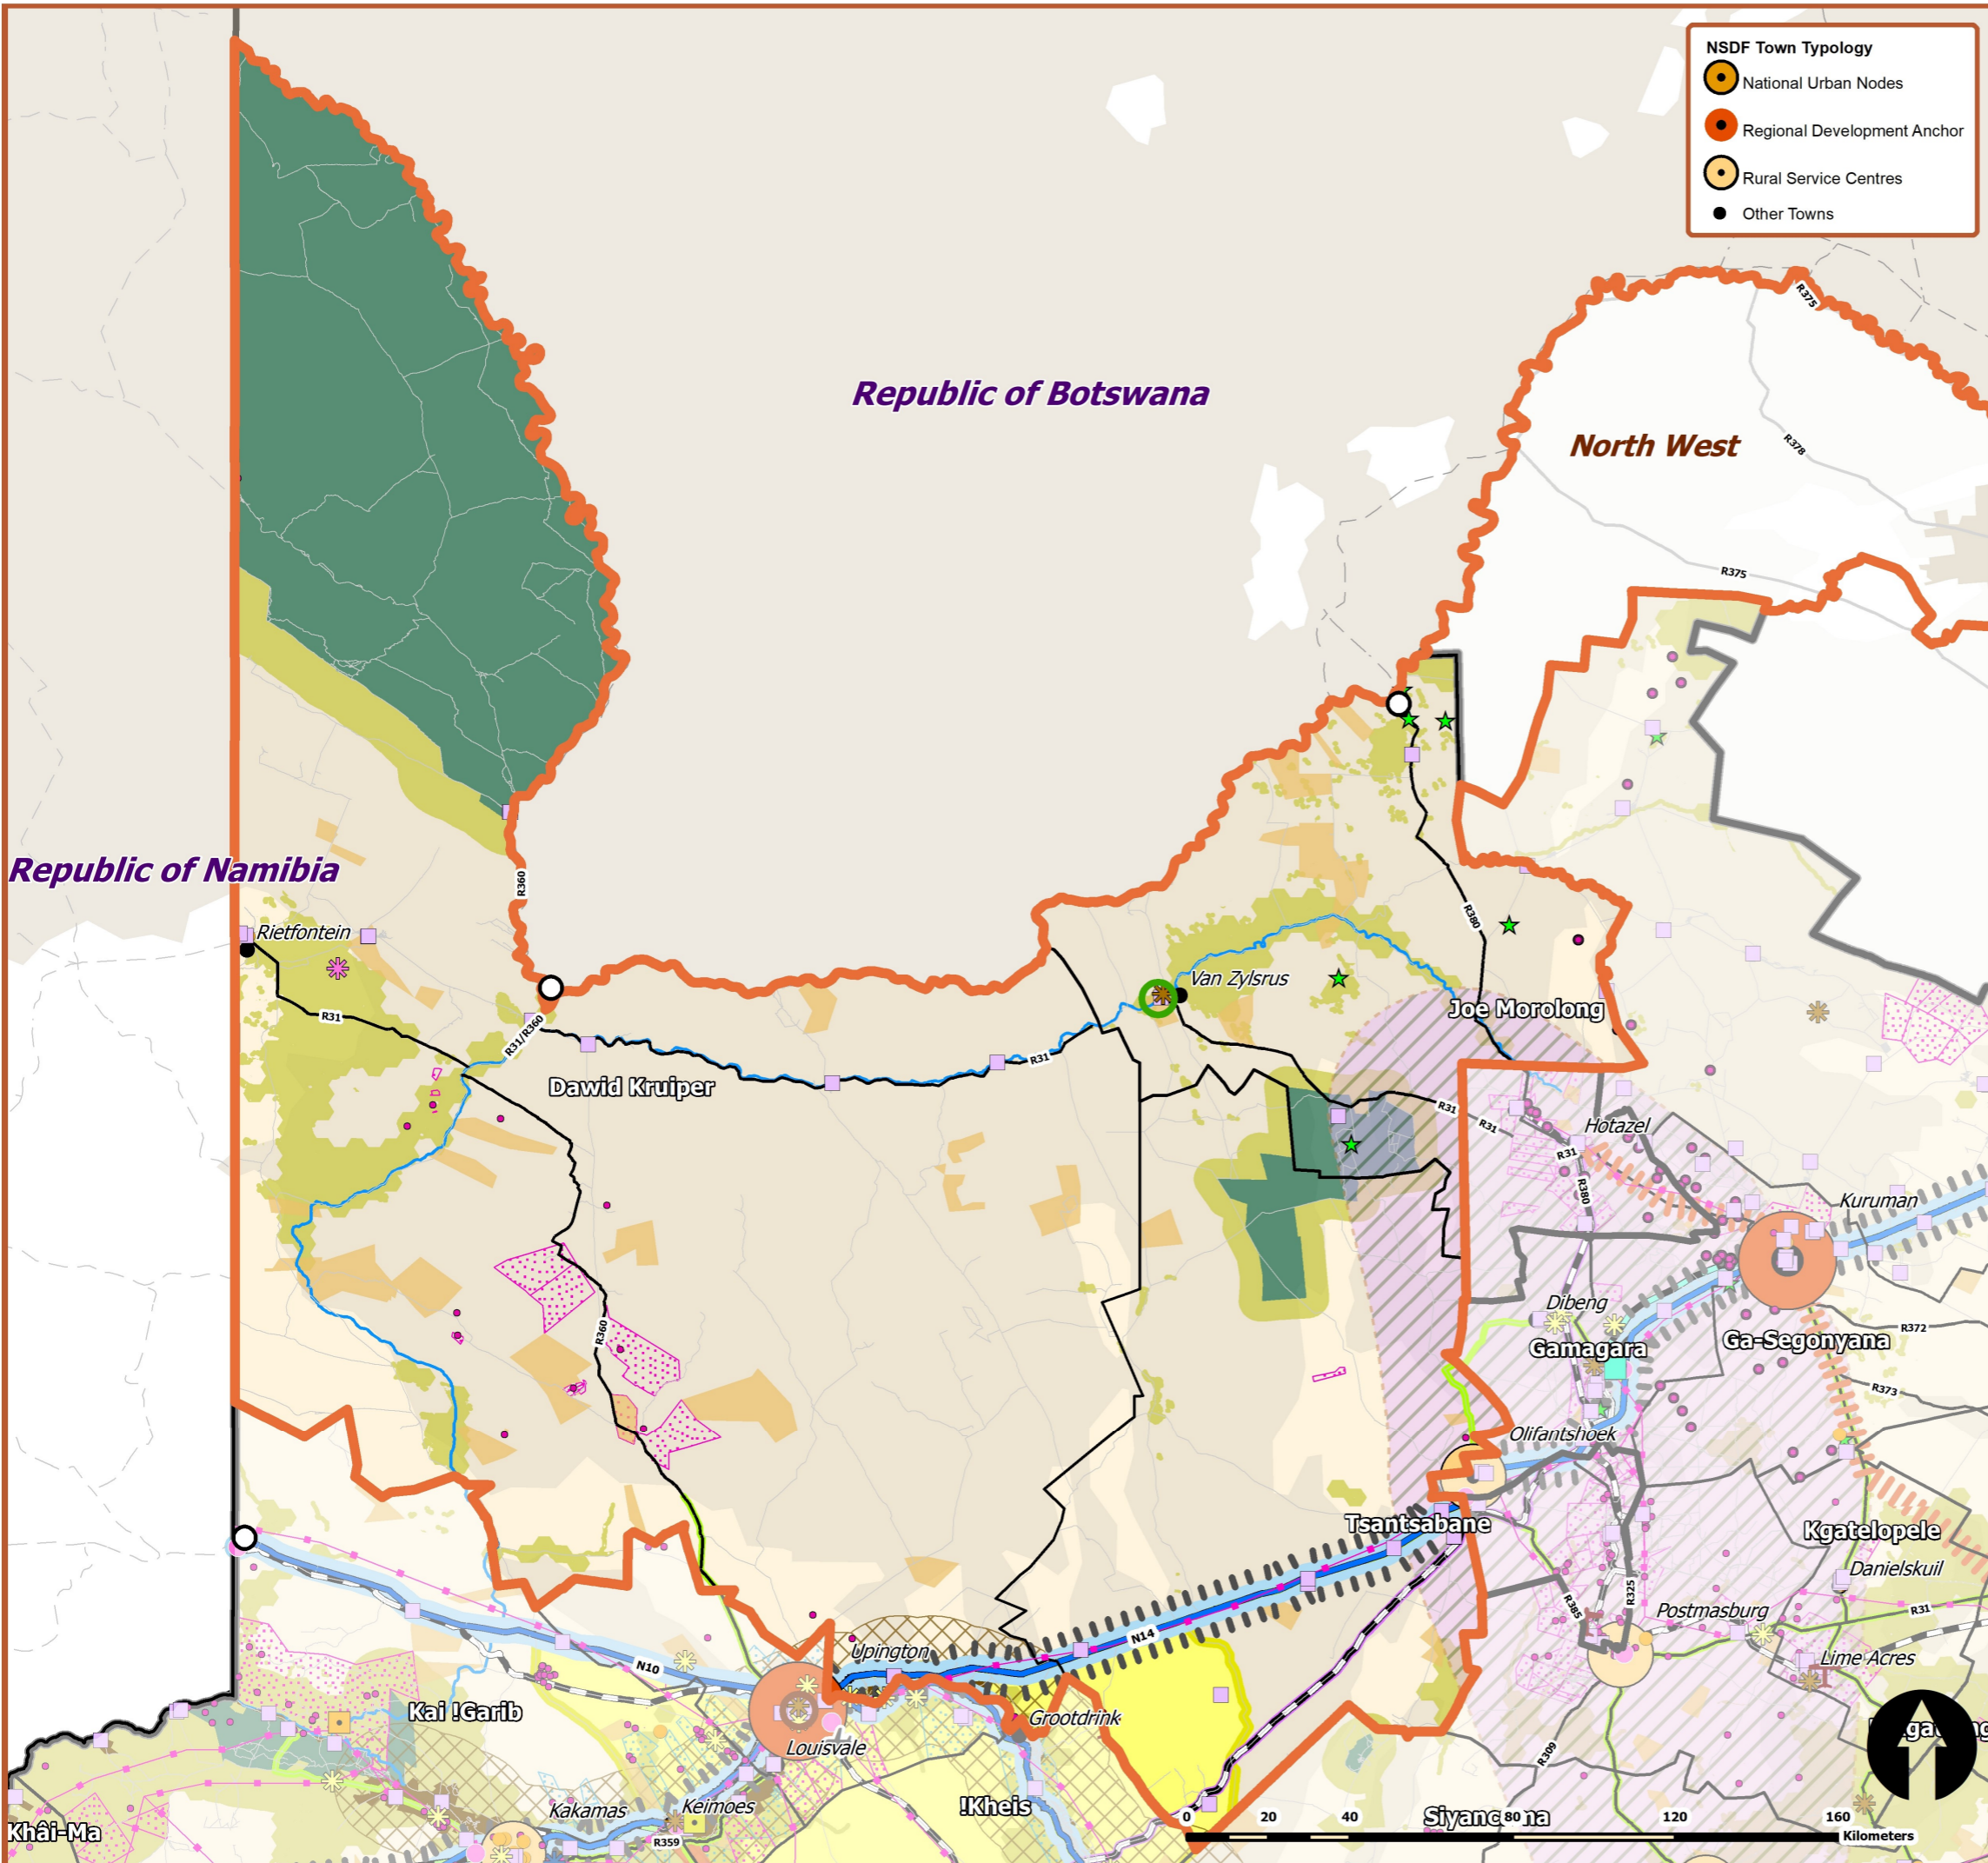 NSDF Town Typology
National Urban Nodes
Regional Development Anchor
Rural Service Centres
Other Towns
R375
Republic of Botswana
North West
R378
R375
Republic of Namibia
R360
Rietfontein
R380
Van Zylsrus
Joe Morolong
R31
R31/R360
R31
Dawid Kruiper
R31
R31
Hotazel
R31
R380
Kuruman
Dibeng
R360
Gamagara
Ga-Segonyana
R372
R373
Olifantshoek
Tsantsabane
Kgatelopele
Danielskuil
R325
R385
Postmasburg
R31
N14
Upington
N10
Lime Acres
Kai !Garib
Grootdrink
Louisvale
R309
!Kheis
Kakamas
Keimoes
R359
Khâi-Ma
0 20 40 80 120 160
Kilometers